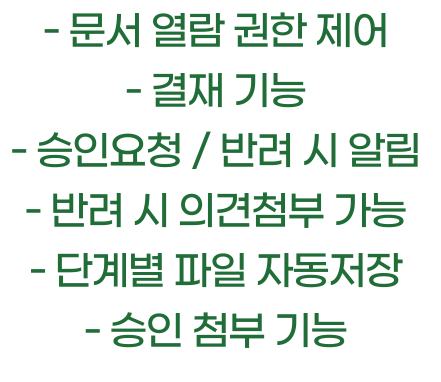 - 문서 열람 권한 제어
- 결재 기능
- 승인요청 / 반려 시 알림
- 반려 시 의견첨부 가능
- 단계별 파일 자동저장
- 승인 첨부 기능